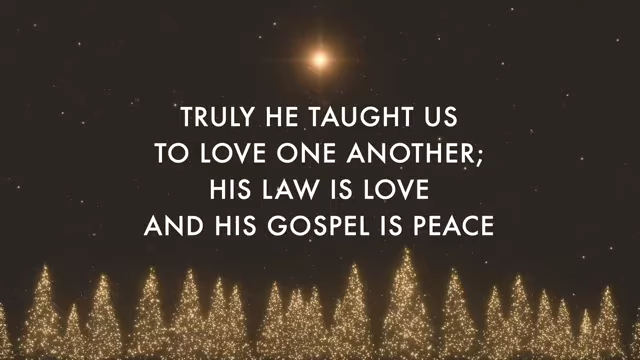 TRULY HE TAUGHT US
TO LOVE ONE ANOTHER;
HIS LAW IS LOVE
AND HIS GOSPEL IS PEACE